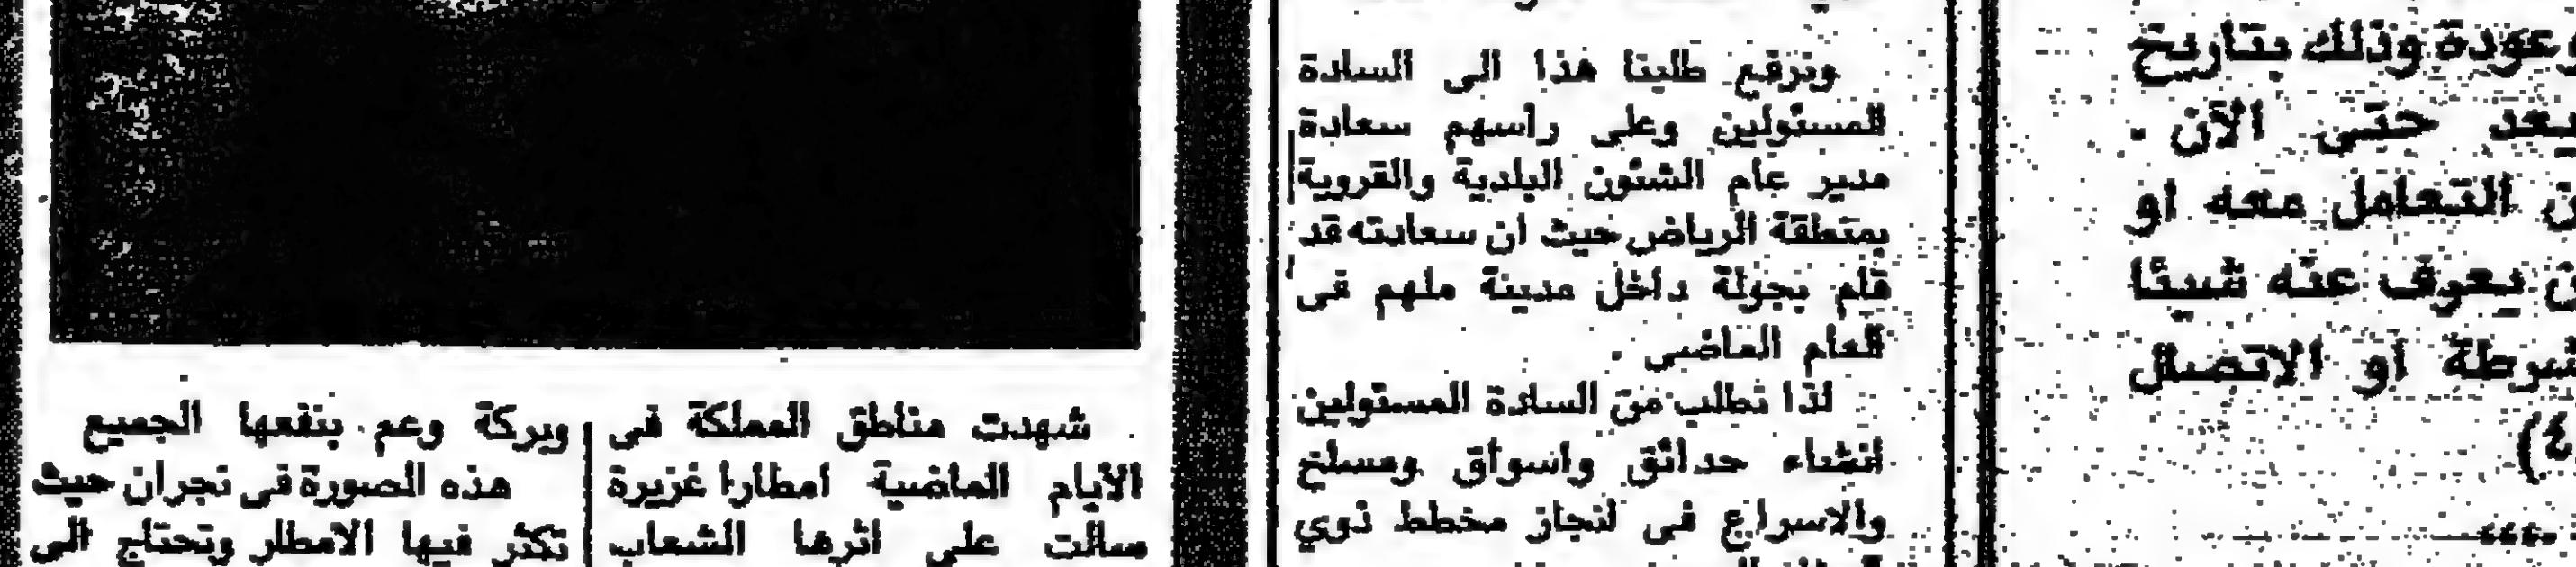 وعودة وذلك بتاريخ
بعد حتى الآن .
ن التعامل معه او
ن يعرف عنه شيئا
شرطة او الاتصال
ونرفع طلبنا هذا الى السادة
المسئولين وعلى راسهم سعادة
مدير عام الشئون البلدية والقروية
بمنطقة الرياض حيث ان سعادته قد
قام بجولة داخل مدينة ملهم فى
العام الماضى .
لذا نطلب من السادة المسئولين
انشاء حدائق واسواق ومسلخ
والاسراع فى انجاز مخطط ذوي
شهدت مناطق المملكة فى
الايام الماضية امطارا غزيرة
سالت على اثرها الشعاب
وبركة وعم بنفعها الجميع
هذه الصورة فى نجران حيث
تكثر فيها الامطار وتحتاج الى